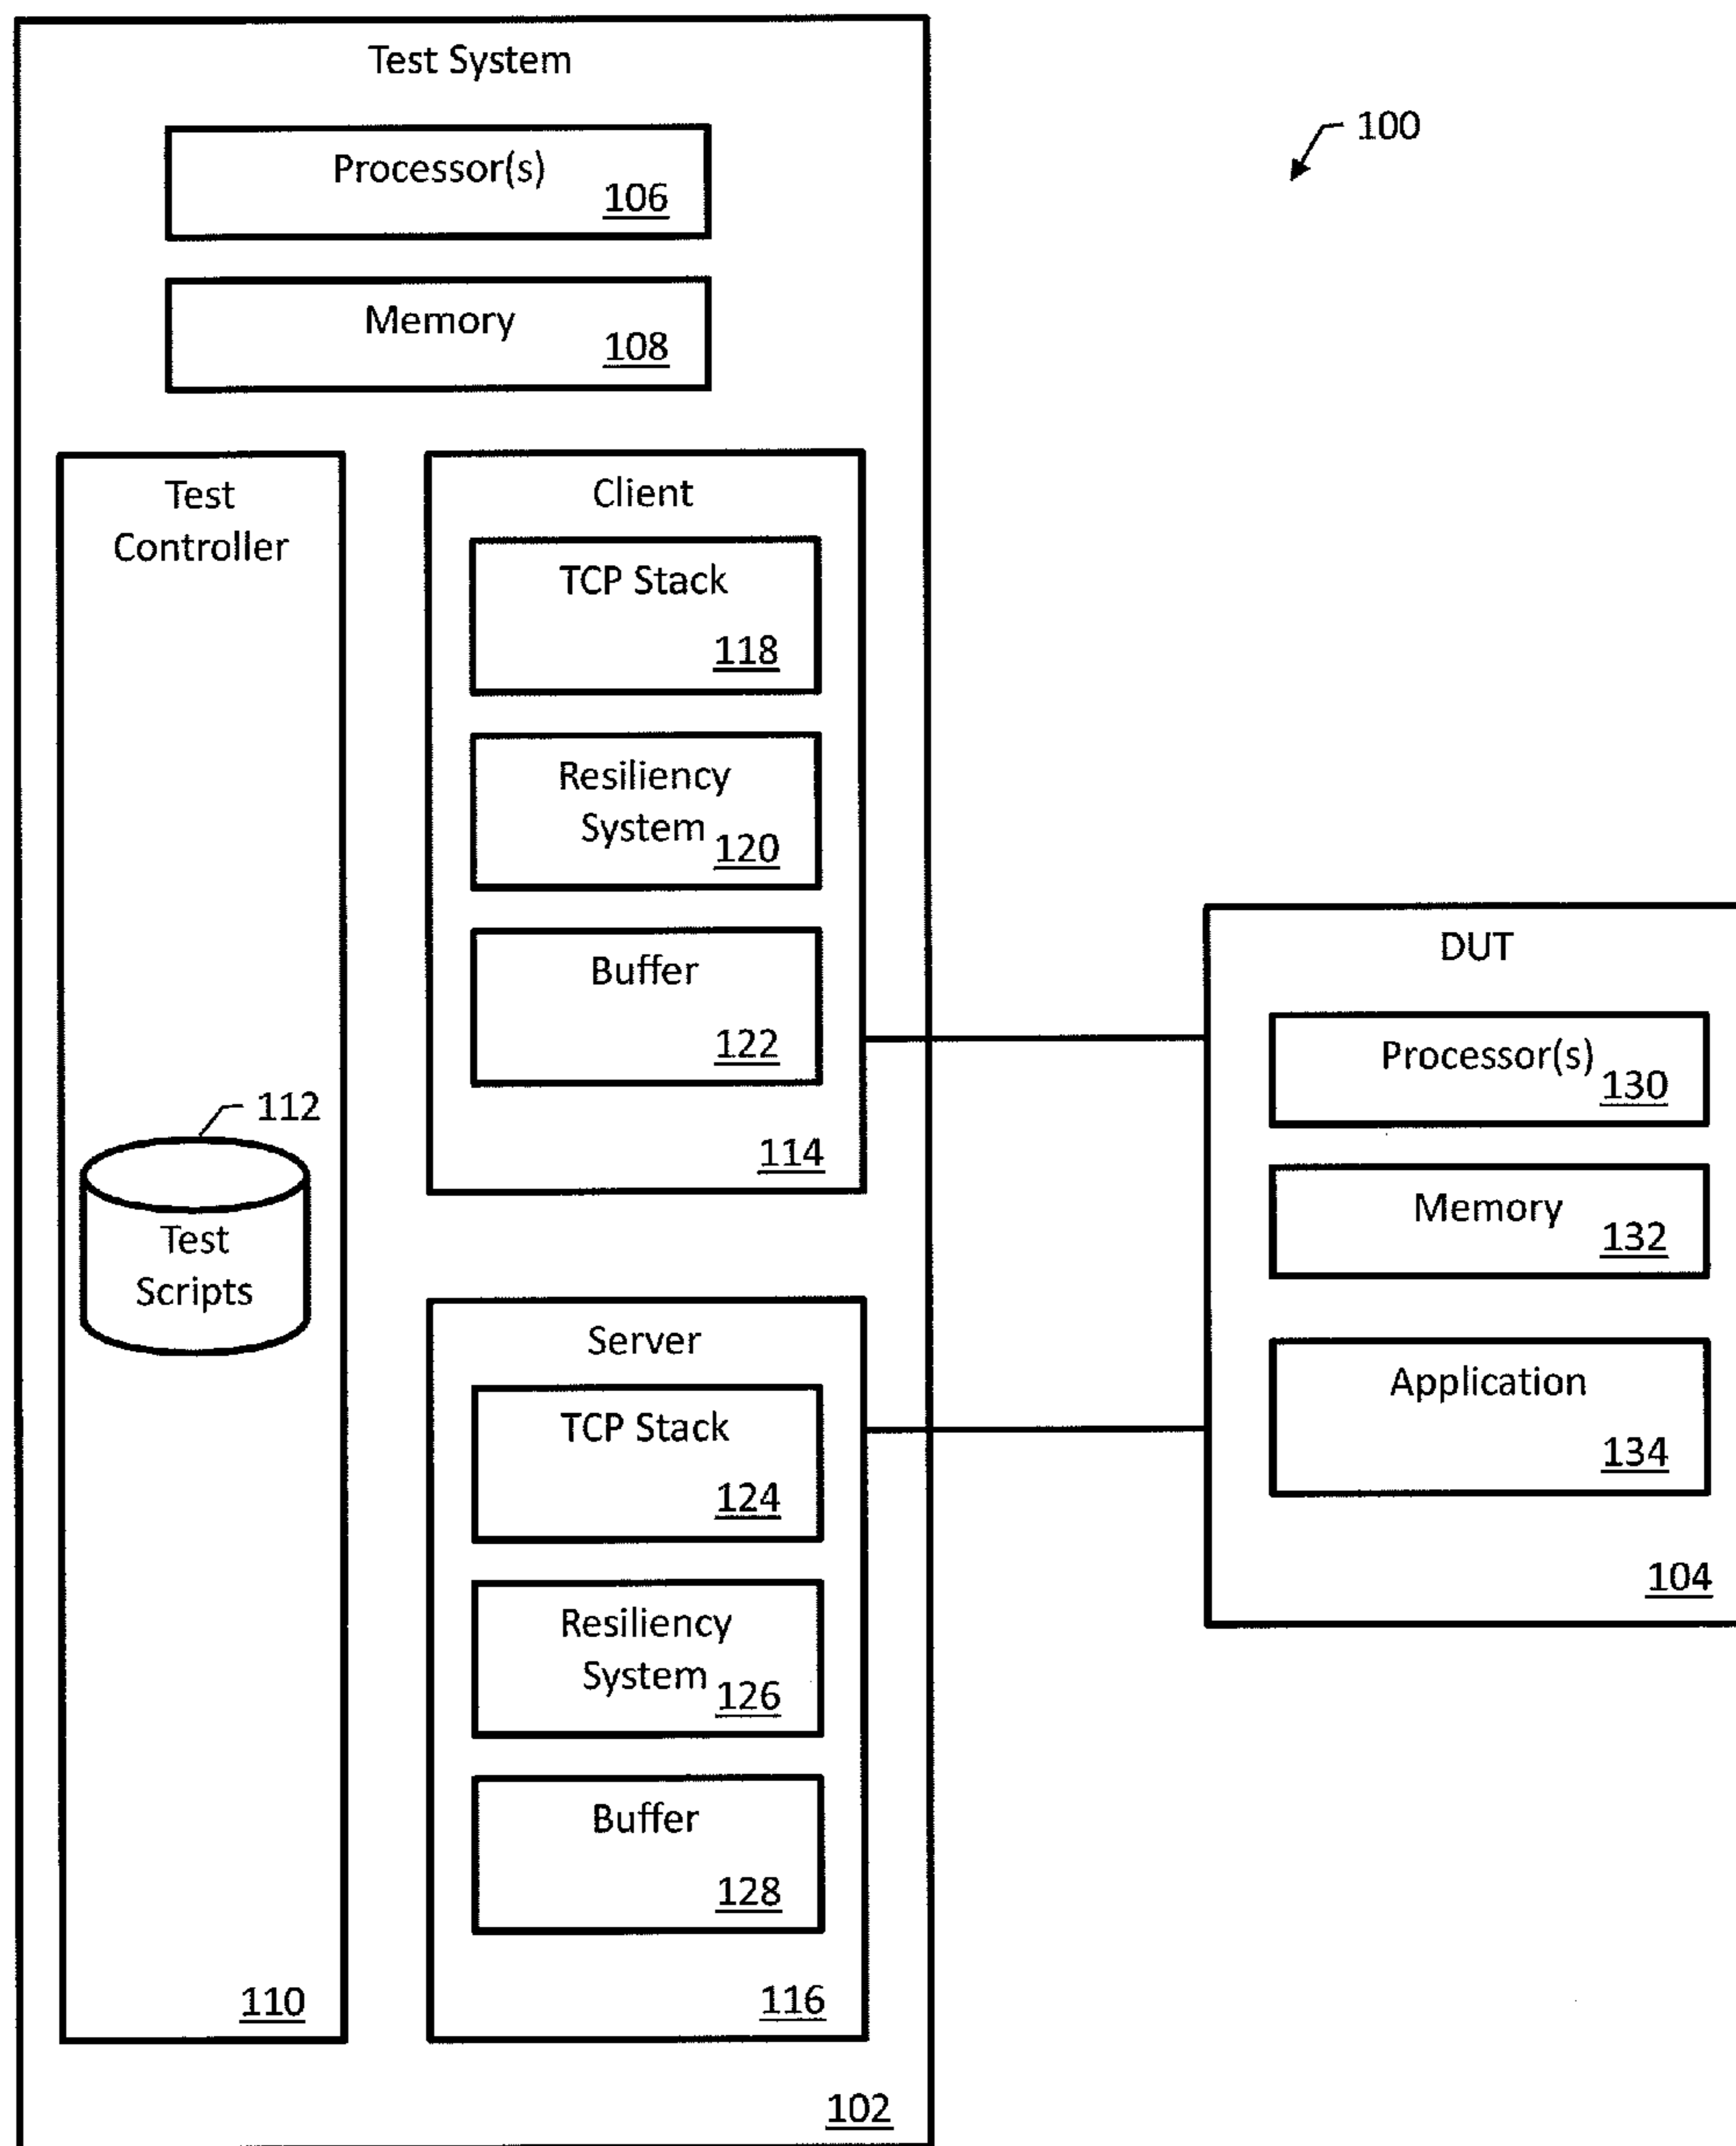 Test System
Processor(s)
106
Memory
108
100
Test
Controller
112
Test
Scripts
110
Client
TCP Stack
118
Resiliency
System 120
Buffer
122
114
Server
TCP Stack
124
Resiliency
System 126
Buffer
128
116
102
DUT
Processor(s)
130
Memory
132
Application
134
104